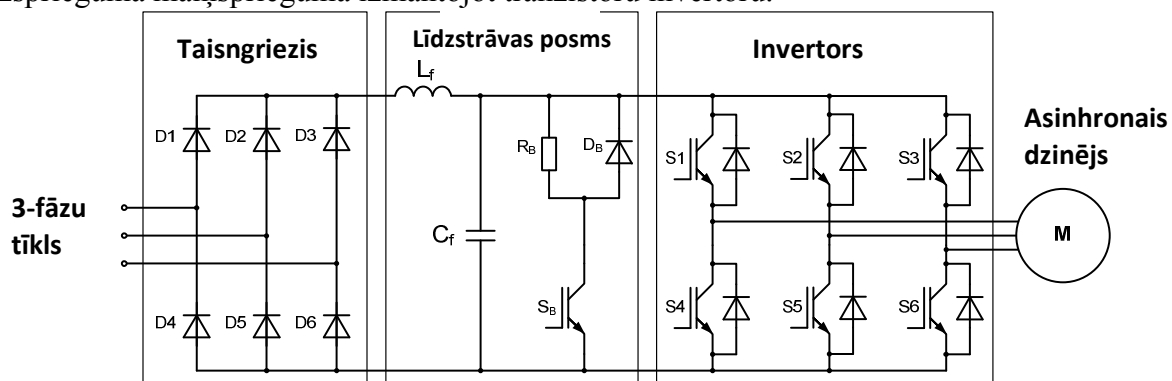 Taisngriezis
Līdzstrāvas posms
Invertors
Lf
D1
D2
D3
RB
DB
S1
S2
S3
Asinhronais
dzinējs
3-fāzu
tīkls
Cf
M
D4
D5
D6
SB
S4
S5
S6